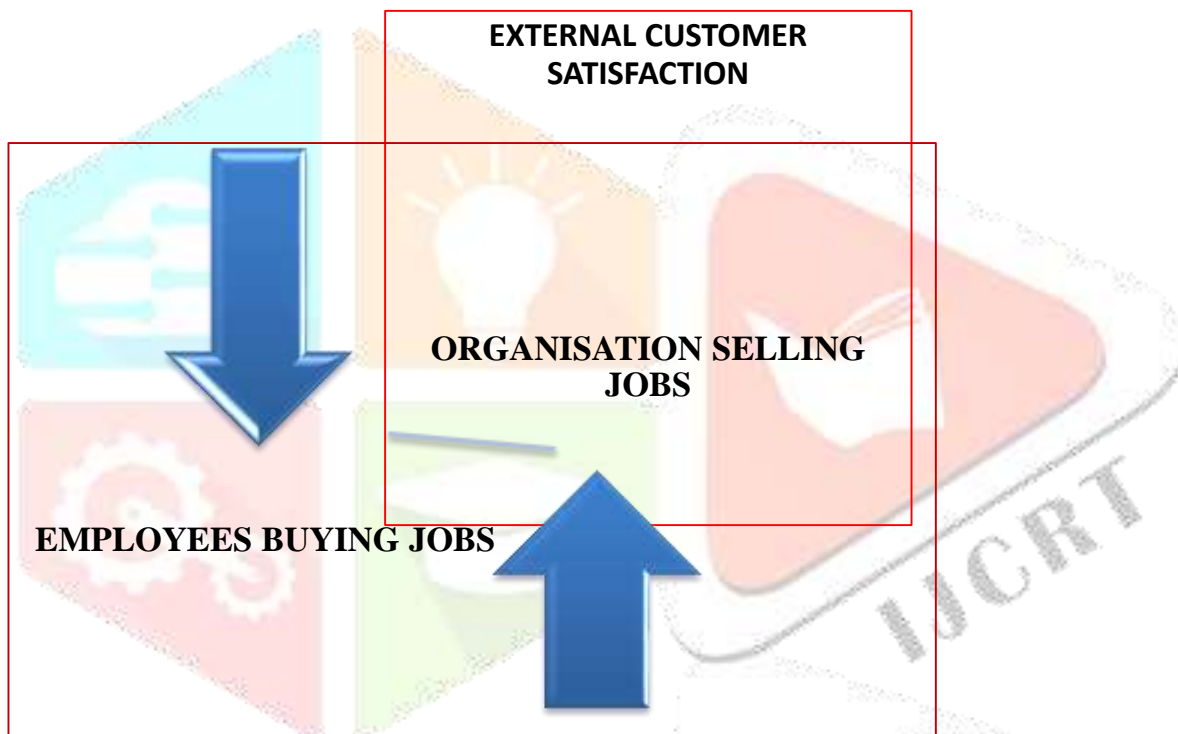 EXTERNAL CUSTOMER
SATISFACTION
ORGANISATION SELLING
JOBS
EMPLOYEES BUYING JOBS
IJCRT